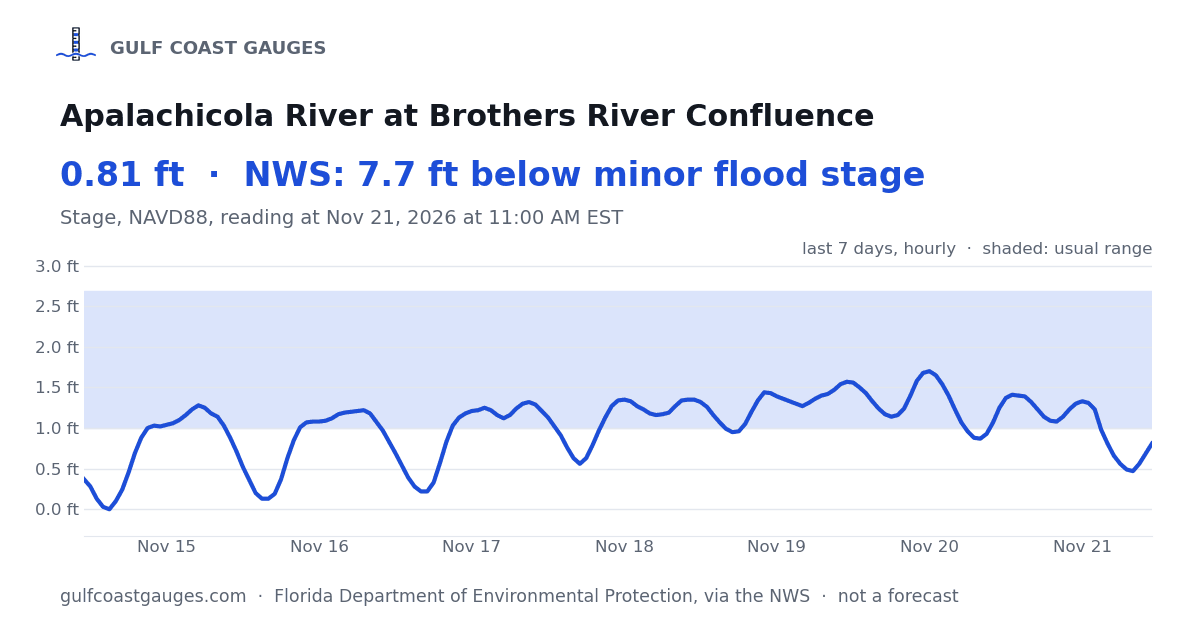 GULF COAST GAUGES
Apalachicola River at Brothers River Confluence
0.81 ft · NWS: 7.7 ft below minor flood stage
Stage, NAVD88, reading at Nov 21, 2026 at 11:00 AM EST
last 7 days, hourly · shaded: usual range
3.0 ft
2.5 ft
2.0 ft
1.5 ft
1.0 ft
0.5 ft
0.0 ft
Nov 15 Nov 16 Nov 17 Nov 18 Nov 19 Nov 20 Nov 21
gulfcoastgauges.com · Florida Department of Environmental Protection, via the NWS · not a forecast